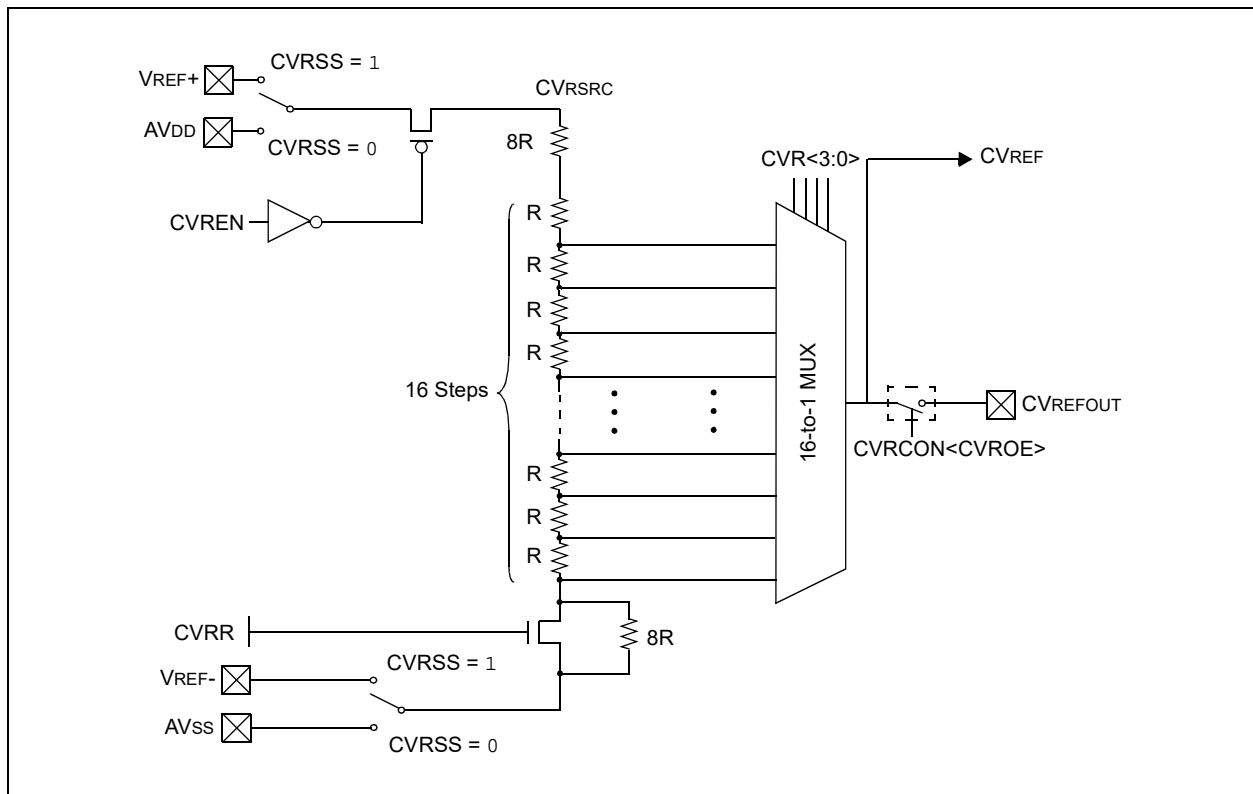 CVRSS = 1
VREF+
CVRSRC
AVDD
8R
CVRSS = 0
CVR<3:0>
CVREF
CVREN
R
R
R
R
16 Steps
16-to-1 MUX
CVREFOUT
CVRCON<CVROE>
R
R
R
CVRR
8R
CVRSS = 1
VREF-
AVSS
CVRSS = 0